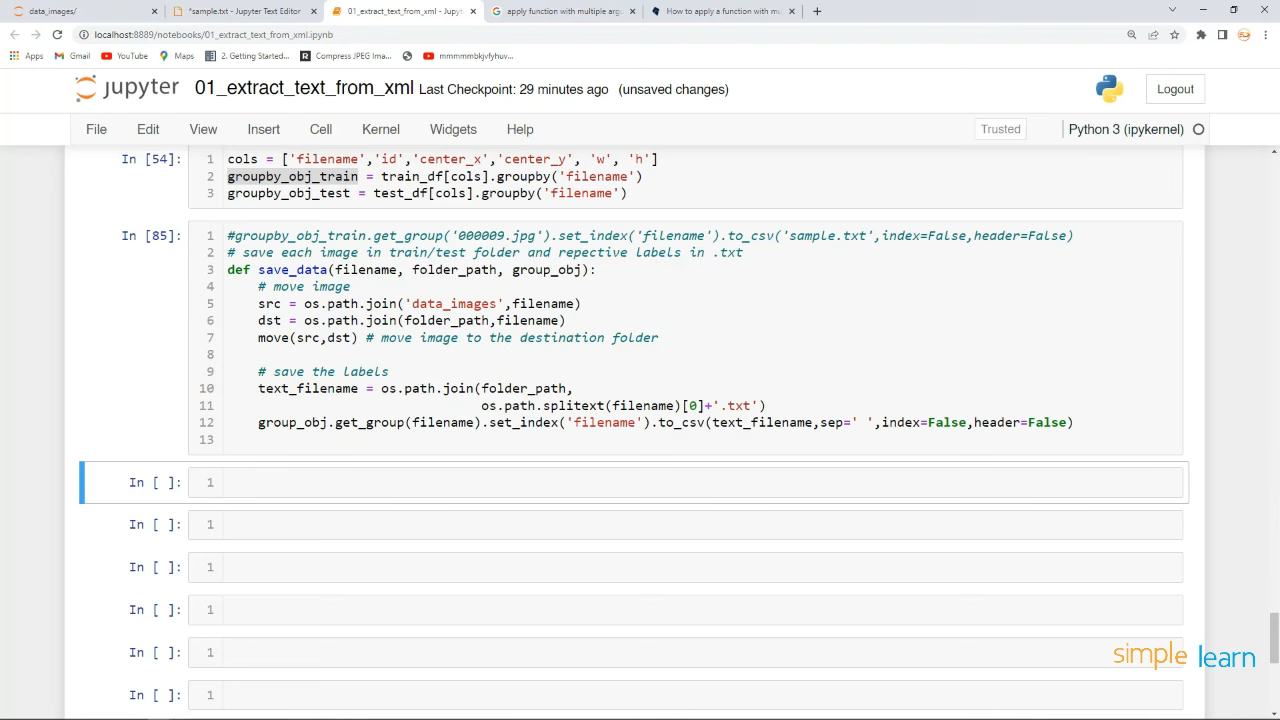 data_images/
*sample.txt - Jupyter Text Editor
01_extract_text_from_xml - Jupy
apply function with multiple argu
How to apply a function with mu
localhost:8889/notebooks/01_extract_text_from_xml.ipynb
Apps
Gmail
YouTube
Maps
2. Getting Started...
Compress JPEG Ima...
mmmmmbkjvfyfyhuv...
jupyter
01_extract_text_from_xml
Last Checkpoint: 29 minutes ago
(unsaved changes)
Logout
File Edit View Insert Cell Kernel Widgets Help
Trusted
Python 3 (ipykernel)
In [54]:
1 cols = ['filename','id','center_x','center_y', 'w', 'h']
2 groupby_obj_train = train_df[cols].groupby('filename')
3 groupby_obj_test = test_df[cols].groupby('filename')
In [85]:
1 #groupby_obj_train.get_group('000009.jpg').set_index('filename').to_csv('sample.txt',index=False,header=False)
2 # save each image in train/test folder and repective labels in .txt
3 def save_data(filename, folder_path, group_obj):
4     # move image
5     src = os.path.join('data_images',filename)
6     dst = os.path.join(folder_path,filename)
7     move(src,dst) # move image to the destination folder
8
9     # save the labels
10     text_filename = os.path.join(folder_path,
11                                  os.path.splitext(filename)[0]+'.txt')
12     group_obj.get_group(filename).set_index('filename').to_csv(text_filename,sep=' ',index=False,header=False)
13
In [ ]: 1
In [ ]: 1
In [ ]: 1
In [ ]: 1
In [ ]: 1
In [ ]: 1
simplelearn